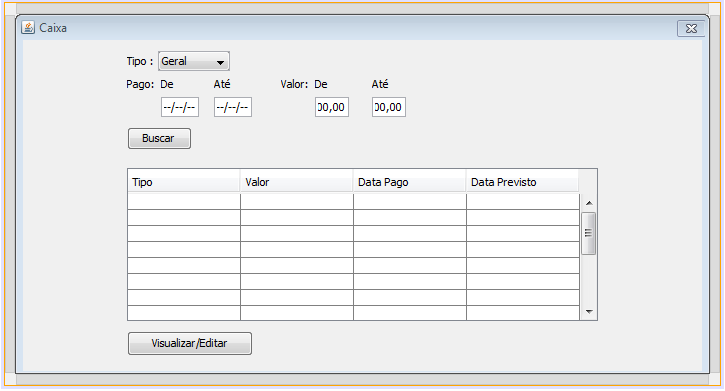 Caixa
Tipo : Geral
Pago: De Até Valor: De Até
--/--/-- --/--/-- 00,00 00,00
Buscar
Tipo Valor Data Pago Data Previsto
Visualizar/Editar